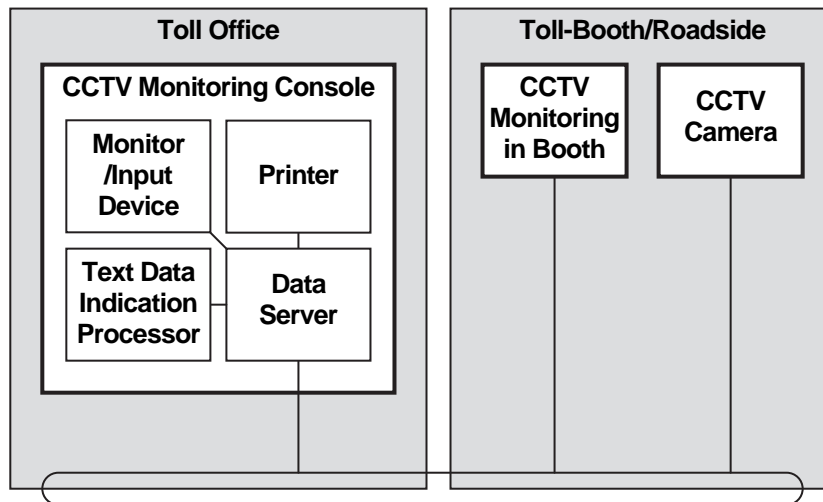 Toll Office
CCTV Monitoring Console
Monitor
/Input
Device
Printer
Text Data
Indication
Processor
Data
Server
Toll-Booth/Roadside
CCTV
Monitoring
in Booth
CCTV
Camera